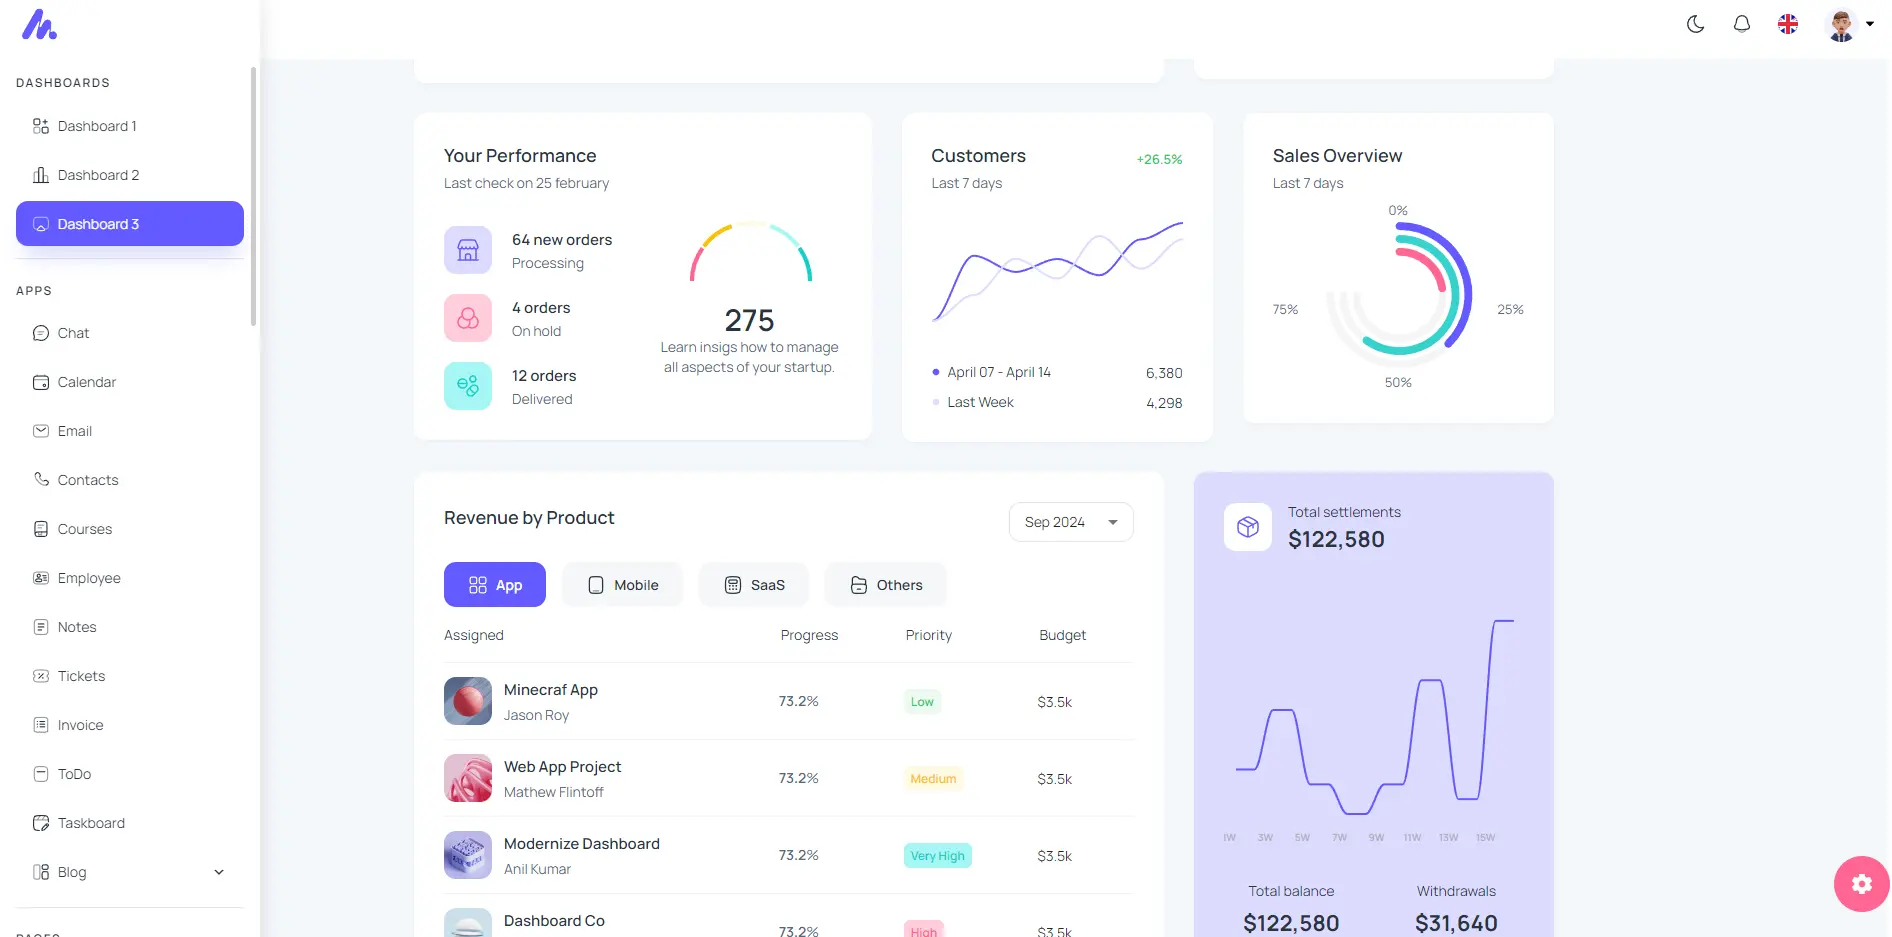 DASHBOARDS
Dashboard 1
Dashboard 2
Dashboard 3
APPS
Chat
Calendar
Email
Contacts
Courses
Employee
Notes
Tickets
Invoice
ToDo
Taskboard
Blog
Your Performance
Last check on 25 february
64 new orders
Processing
4 orders
On hold
12 orders
Delivered
275
Learn insigs how to manage
all aspects of your startup.
Customers
+26.5%
Last 7 days
April 07 - April 14
6,380
Last Week
4,298
Sales Overview
Last 7 days
0%
75%
25%
50%
Revenue by Product
Sep 2024
App
Mobile
SaaS
Others
Assigned Progress Priority Budget
Minecraf App
Jason Roy
73.2%
Low
$3.5k
Web App Project
Mathew Flintoff
73.2%
Medium
$3.5k
Modernize Dashboard
Anil Kumar
73.2%
Very High
$3.5k
Dashboard Co
73.2%
High
$3.5k
Total settlements
$122,580
1W 3W 5W 7W 9W 11W 13W 15W
Total balance
$122,580
Withdrawals
$31,640